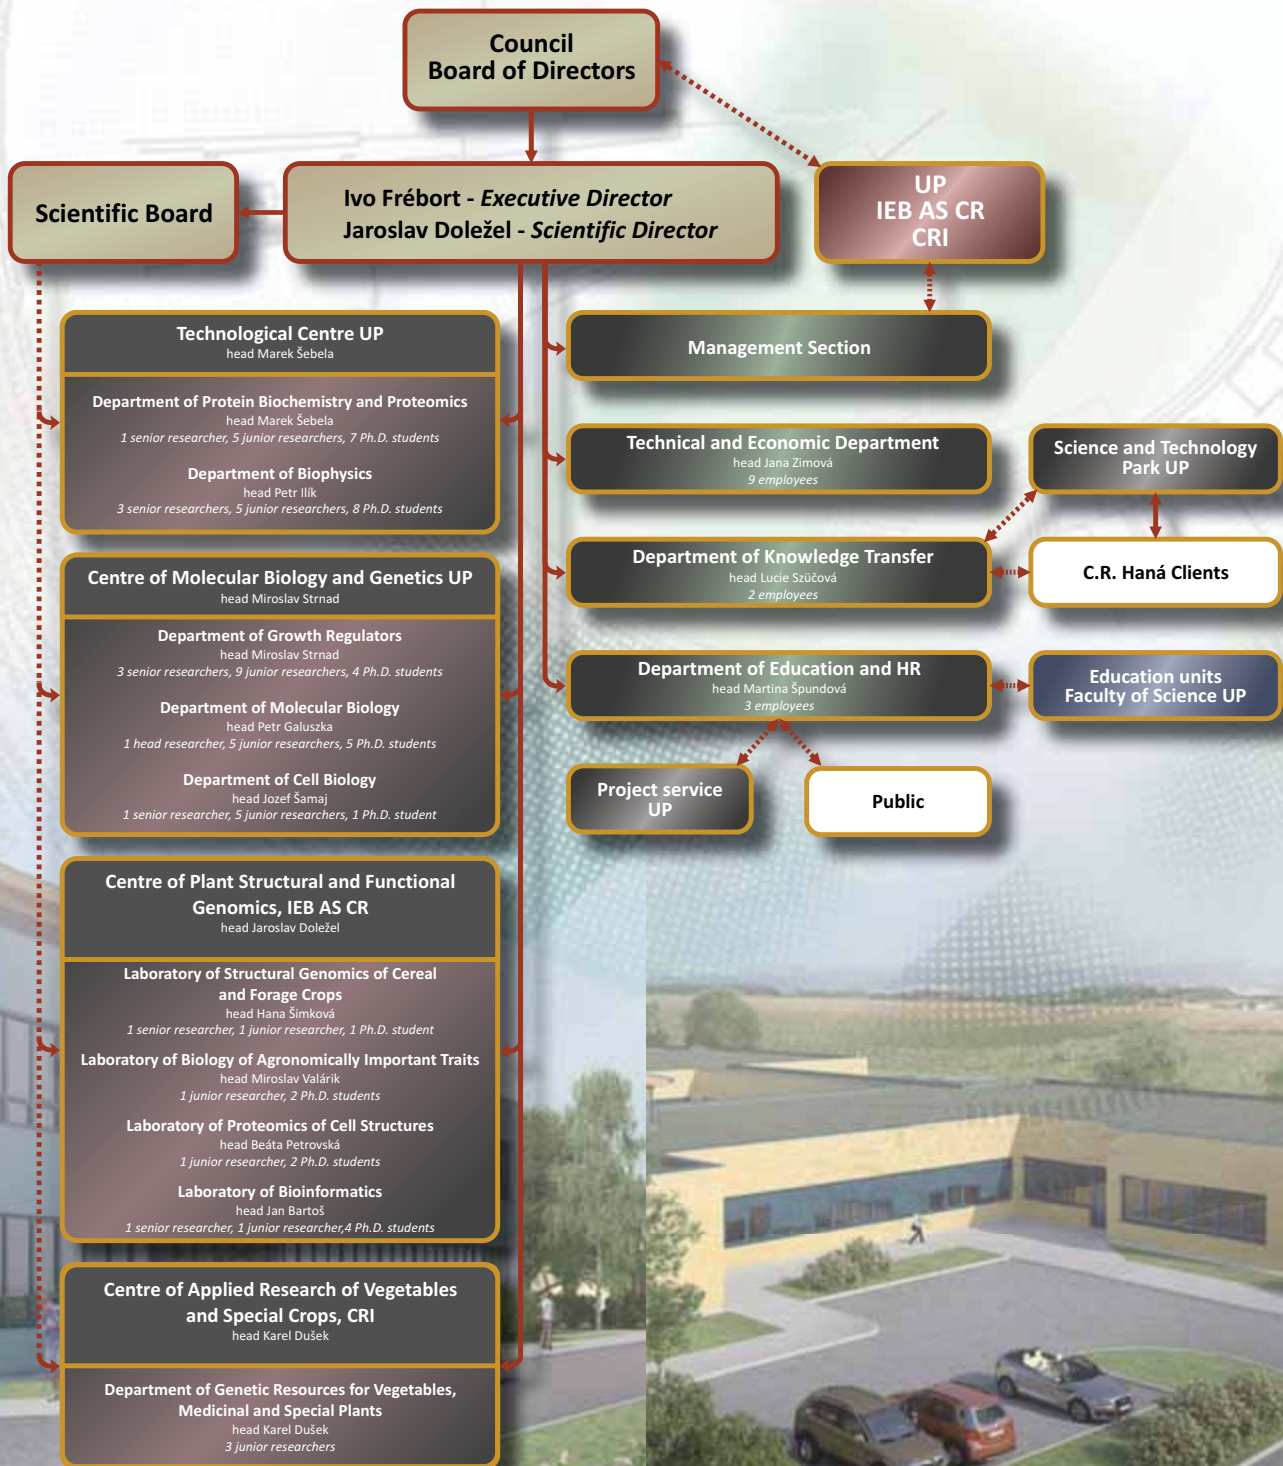 Council
Board of Directors
Scientific Board
Ivo Frébort - Executive Director
Jaroslav Doležel - Scientific Director
UP
IEB AS CR
CRI
Technological Centre UP
head Marek Šebela
Department of Protein Biochemistry and Proteomics
head Marek Šebela
1 senior researcher, 5 junior researchers, 7 Ph.D. students
Department of Biophysics
head Petr Ilík
3 senior researchers, 5 junior researchers, 8 Ph.D. students
Centre of Molecular Biology and Genetics UP
head Miroslav Strnad
Department of Growth Regulators
head Miroslav Strnad
3 senior researchers, 9 junior researchers, 4 Ph.D. students
Department of Molecular Biology
head Petr Galuszka
1 head researcher, 5 junior researchers, 5 Ph.D. students
Department of Cell Biology
head Jozef Šamaj
1 senior researcher, 5 junior researchers, 1 Ph.D. student
Centre of Plant Structural and Functional
Genomics, IEB AS CR
head Jaroslav Doležel
Laboratory of Structural Genomics of Cereal
and Forage Crops
head Hana Šimková
1 senior researcher, 1 junior researcher, 1 Ph.D. student
Laboratory of Biology of Agronomically Important Traits
head Miroslav Valárik
1 junior researcher, 2 Ph.D. students
Laboratory of Proteomics of Cell Structures
head Beáta Petrovská
1 junior researcher, 2 Ph.D. students
Laboratory of Bioinformatics
head Jan Bartoš
1 senior researcher, 1 junior researcher,4 Ph.D. students
Centre of Applied Research of Vegetables
and Special Crops, CRI
head Karel Dušek
Department of Genetic Resources for Vegetables,
Medicinal and Special Plants
head Karel Dušek
3 junior researchers
Management Section
Technical and Economic Department
head Jana Zimová
9 employees
Science and Technology
Park UP
Department of Knowledge Transfer
head Lucie Szüčová
2 employees
C.R. Haná Clients
Department of Education and HR
head Martina Špundová
3 employees
Education units
Faculty of Science UP
Project service
UP
Public